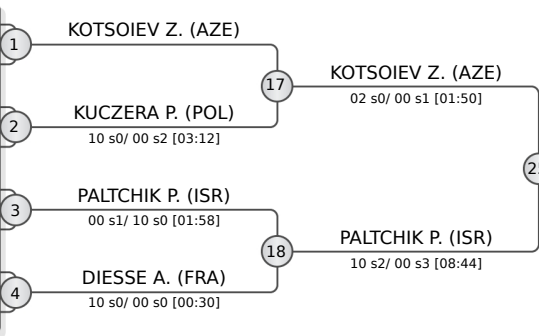 KOTSOIEV Z. (AZE)
1
17
KOTSOIEV Z. (AZE)
02 s0/ 00 s1 [01:50]
KUCZERA P. (POL)
2
10 s0/ 00 s2 [03:12]
PALTCHIK P. (ISR)
3
00 s1/ 10 s0 [01:58]
18
PALTCHIK P. (ISR)
10 s2/ 00 s3 [08:44]
DIESSE A. (FRA)
4
10 s0/ 00 s0 [00:30]